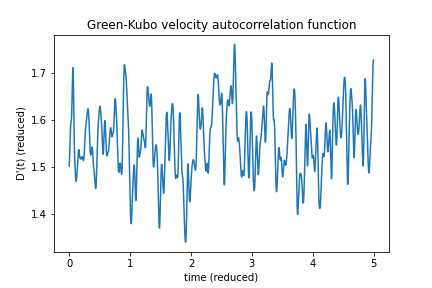 Green-Kubo velocity autocorrelation function
D'(t) (reduced)
1.7
1.6
1.5
1.4
0 1 2 3 4 5
time (reduced)